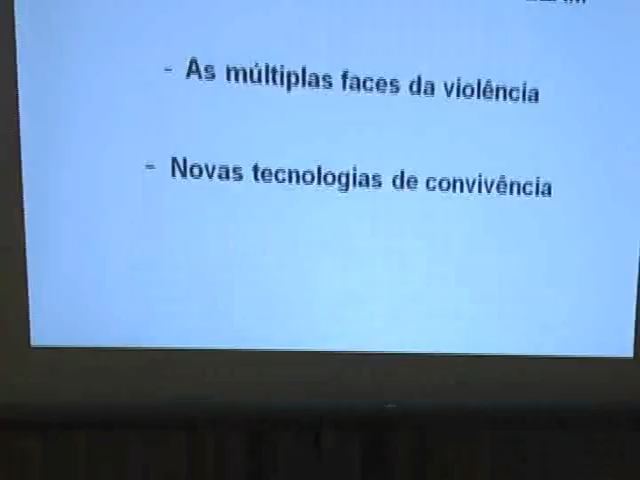 - As múltiplas faces da violência
- Novas tecnologias de convivência